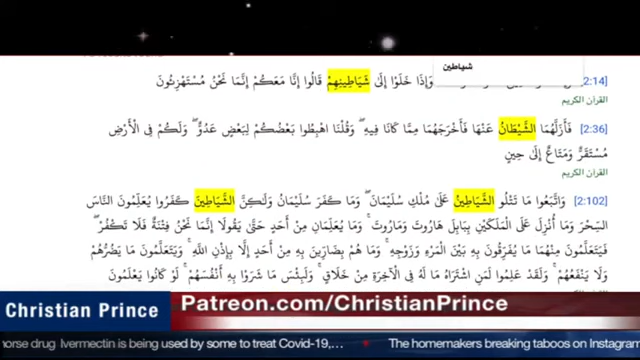 شياطين
[2:14] وَإِذَا خَلَوْا إِلَىٰ شَيَاطِينِهِمْ قَالُوا إِنَّا مَعَكُمْ إِنَّمَا نَحْنُ مُسْتَهْزِئُونَ
القرآن الكريم
[2:36] فَأَزَلَّهُمَا الشَّيْطَانُ عَنْهَا فَأَخْرَجَهُمَا مِمَّا كَانَا فِيهِ ۖ وَقُلْنَا اهْبِطُوا بَعْضُكُمْ لِبَعْضٍ عَدُوٌّ ۖ وَلَكُمْ فِي الْأَرْضِ
مُسْتَقَرٌّ وَمَتَاعٌ إِلَىٰ حِينٍ
القرآن الكريم
[2:102] وَاتَّبَعُوا مَا تَتْلُو الشَّيَاطِينُ عَلَىٰ مُلْكِ سُلَيْمَانَ ۖ وَمَا كَفَرَ سُلَيْمَانُ وَلَٰكِنَّ الشَّيَاطِينَ كَفَرُوا يُعَلِّمُونَ النَّاسَ
السِّحْرَ وَمَا أُنْزِلَ عَلَى الْمَلَكَيْنِ بِبَابِلَ هَارُوتَ وَمَارُوتَ ۚ وَمَا يُعَلِّمَانِ مِنْ أَحَدٍ حَتَّىٰ يَقُولَا إِنَّمَا نَحْنُ فِتْنَةٌ فَلَا تَكْفُرْ ۖ
فَيَتَعَلَّمُونَ مِنْهُمَا مَا يُفَرِّقُونَ بِهِ بَيْنَ الْمَرْءِ وَزَوْجِهِ ۚ وَمَا هُمْ بِضَارِّينَ بِهِ مِنْ أَحَدٍ إِلَّا بِإِذْنِ اللَّهِ ۚ وَيَتَعَلَّمُونَ مَا يَضُرُّهُمْ
وَلَا يَنْفَعُهُمْ ۚ وَلَقَدْ عَلِمُوا لَمَنِ اشْتَرَاهُ مَا لَهُ فِي الْآخِرَةِ مِنْ خَلَاقٍ ۚ وَلَبِئْسَ مَا شَرَوْا بِهِ أَنْفُسَهُمْ ۚ لَوْ كَانُوا يَعْلَمُونَ
Christian Prince
Patreon.com/ChristianPrince
horse drug Ivermectin is being used by some to treat Covid-19,... • The homemakers breaking taboos on Instagram